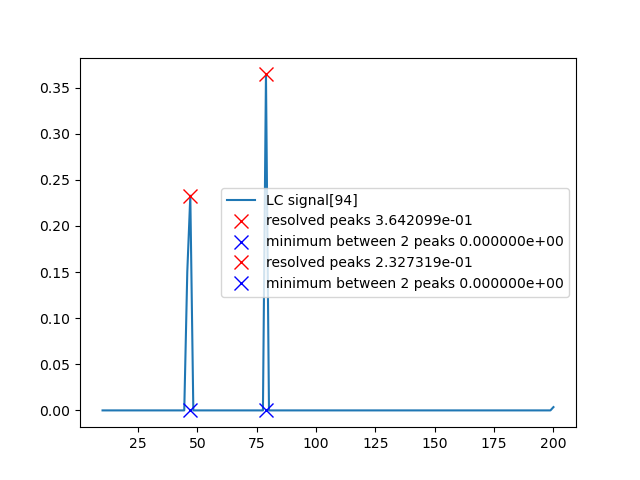 0.35
0.30
0.25
0.20
0.15
0.10
0.05
0.00
LC signal[94]
resolved peaks 3.642099e-01
minimum between 2 peaks 0.000000e+00
resolved peaks 2.327319e-01
minimum between 2 peaks 0.000000e+00
25 50 75 100 125 150 175 200